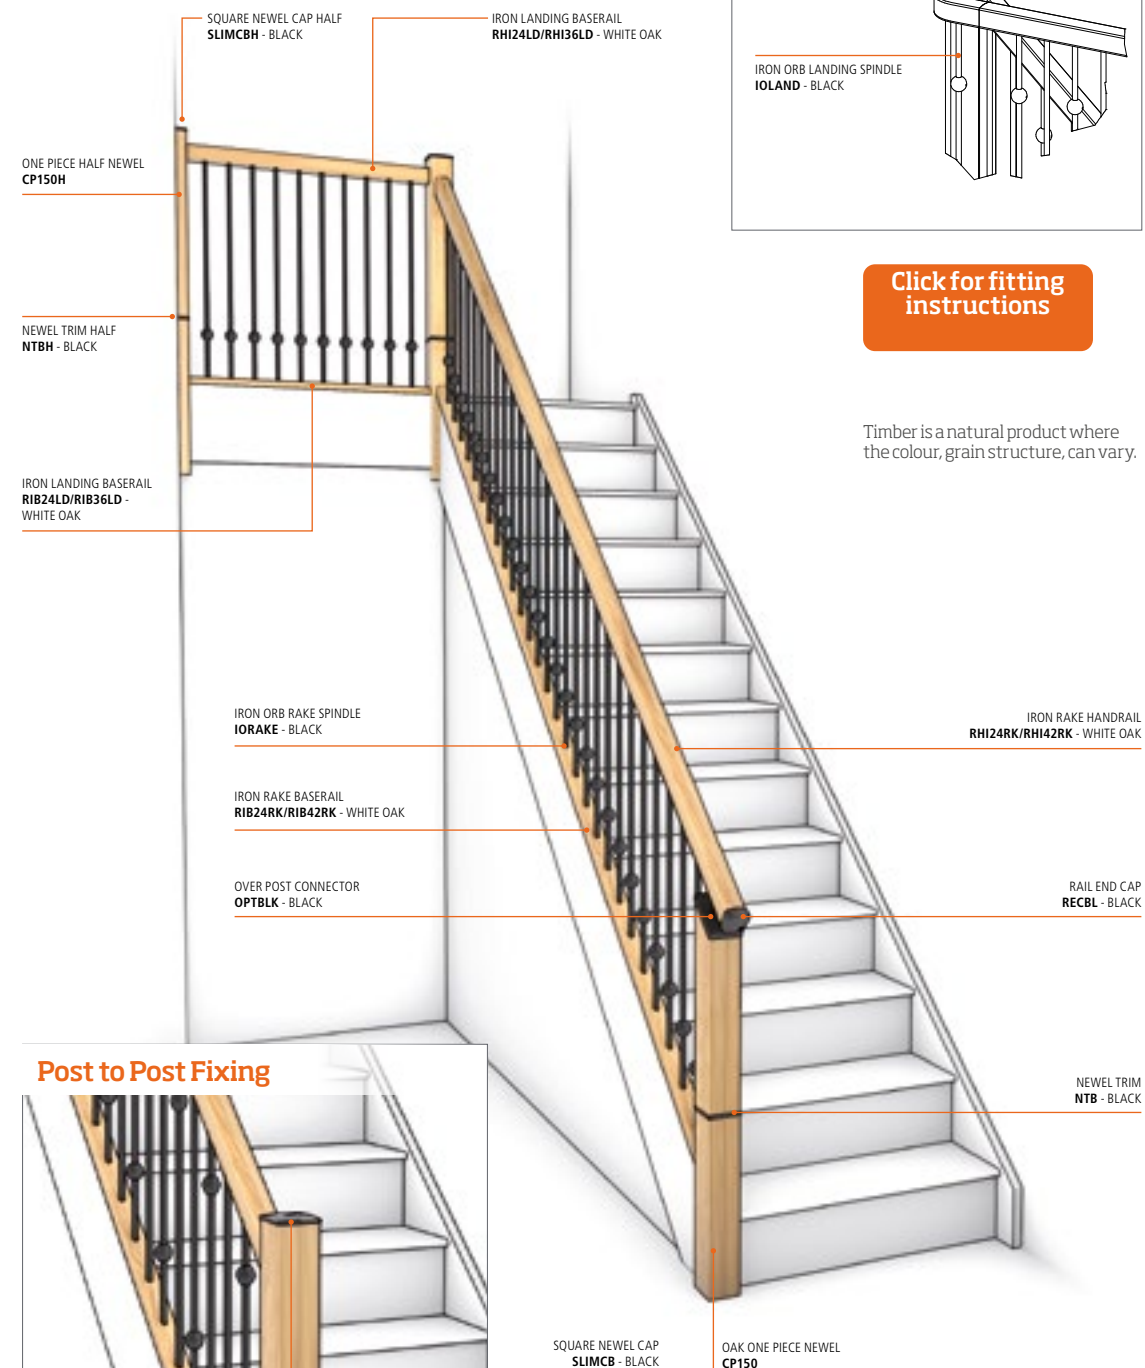 SQUARE NEWEL CAP HALF
SLIMCBH - BLACK
IRON LANDING BASERAIL
RHI24LD/RHI36LD - WHITE OAK
IRON ORB LANDING SPINDLE
IOLAND - BLACK
ONE PIECE HALF NEWEL
CP150H
Click for fitting
instructions
NEWEL TRIM HALF
NTBH - BLACK
Timber is a natural product where
the colour, grain structure, can vary.
IRON LANDING BASERAIL
RIB24LD/RIB36LD -
WHITE OAK
IRON ORB RAKE SPINDLE
IORAKE - BLACK
IRON RAKE HANDRAIL
RHI24RK/RHI42RK - WHITE OAK
IRON RAKE BASERAIL
RIB24RK/RIB42RK - WHITE OAK
OVER POST CONNECTOR
OPTBLK - BLACK
RAIL END CAP
RECBL - BLACK
Post to Post Fixing
NEWEL TRIM
NTB - BLACK
SQUARE NEWEL CAP
SLIMCB - BLACK
OAK ONE PIECE NEWEL
CP150